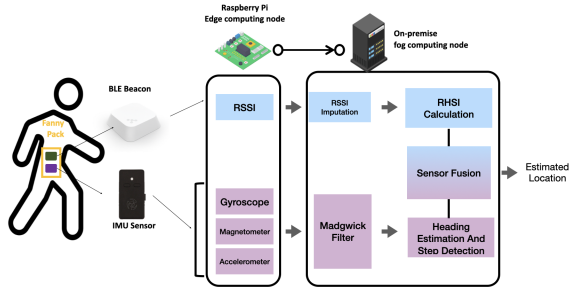 Raspberry Pi
Edge computing node
On-premise
fog computing node
BLE Beacon
Fanny
Pack
IMU Sensor
RSSI
RSSI
Imputation
RHSI
Calculation
Sensor Fusion
Estimated
Location
Gyroscope
Magnetometer
Accelerometer
Madgwick
Filter
Heading
Estimation And
Step Detection